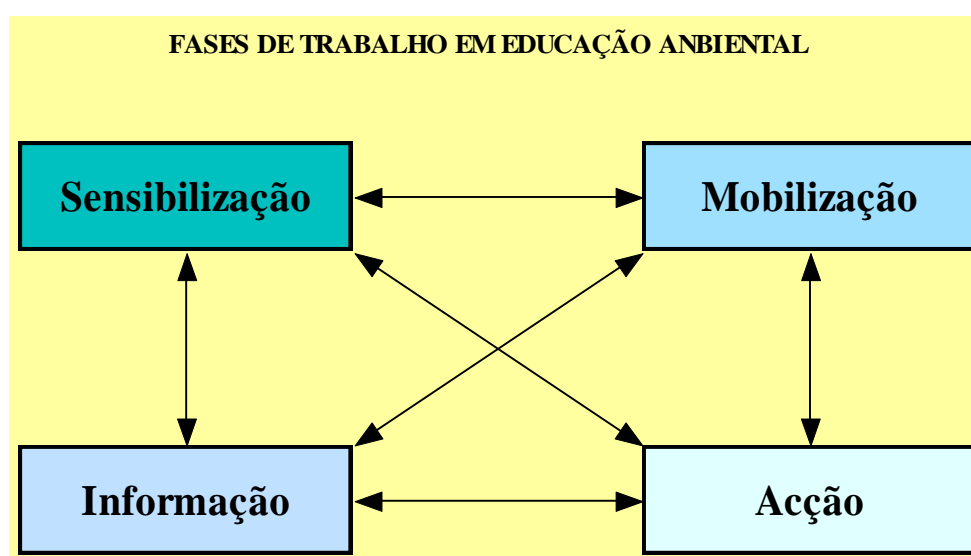 FASES DE TRABALHO EM EDUCAÇÃO ANBIENTAL
Sensibilização
Mobilização
Informação
Acção